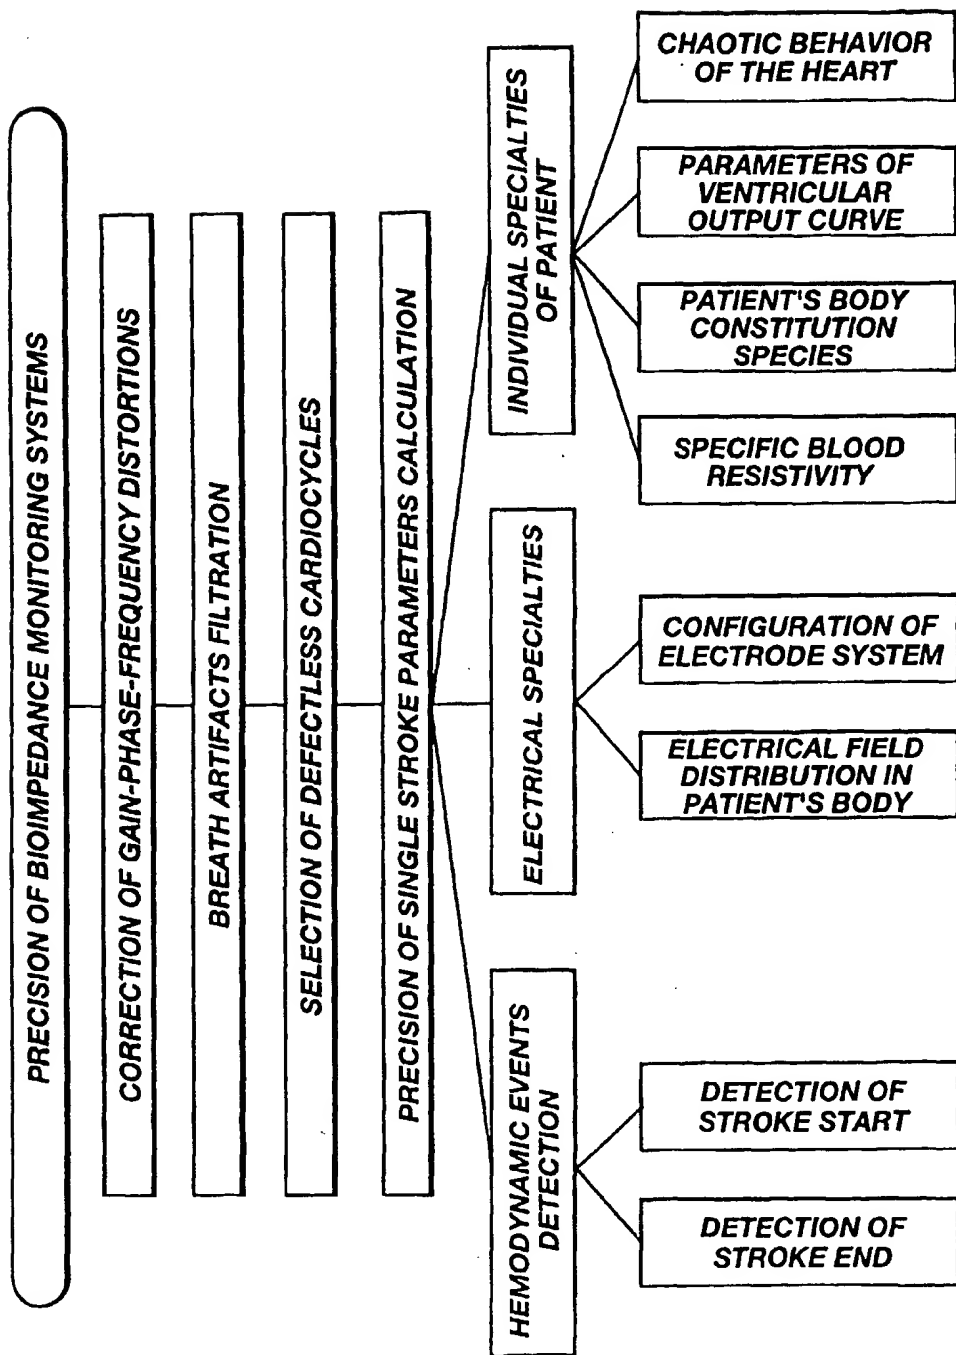 PRECISION OF BIOIMPEDANCE MONITORING SYSTEMS
CORRECTION OF GAIN-PHASE-FREQUENCY DISTORTIONS
BREATH ARTIFACTS FILTRATION
SELECTION OF DEFECTLESS CARDIOCYCLES
PRECISION OF SINGLE STROKE PARAMETERS CALCULATION
HEMODYNAMIC EVENTS
DETECTION
ELECTRICAL SPECIALTIES
INDIVIDUAL SPECIALTIES
OF PATIENT
CHAOTIC BEHAVIOR
OF THE HEART
PARAMETERS OF
VENTRICULAR
OUTPUT CURVE
PATIENT'S BODY
CONSTITUTION
SPECIES
SPECIFIC BLOOD
RESISTIVITY
CONFIGURATION OF
ELECTRODE SYSTEM
ELECTRICAL FIELD
DISTRIBUTION IN
PATIENT'S BODY
DETECTION OF
STROKE START
DETECTION OF
STROKE END